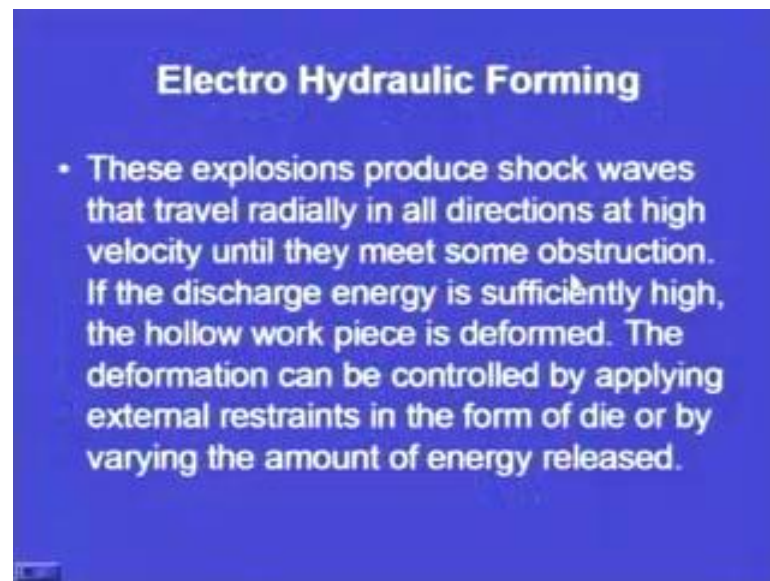 Electro Hydraulic Forming
• These explosions produce shock waves
that travel radially in all directions at high
velocity until they meet some obstruction.
If the discharge energy is sufficiently high,
the hollow work piece is deformed. The
deformation can be controlled by applying
external restraints in the form of die or by
varying the amount of energy released.